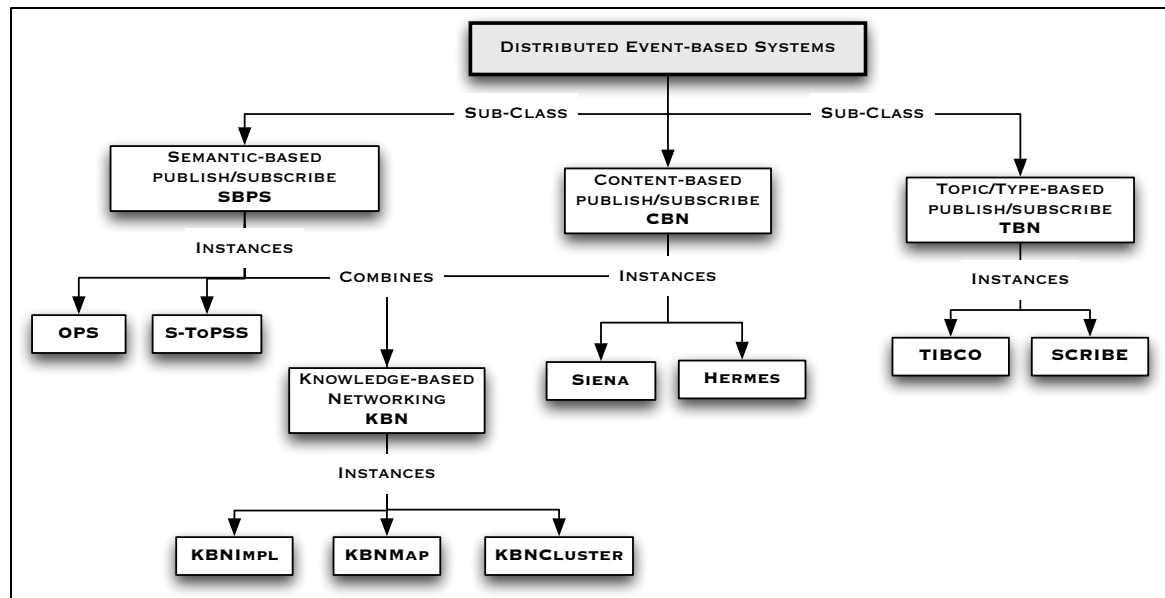 DISTRIBUTED EVENT-BASED SYSTEMS
SUB-CLASS
SUB-CLASS
SEMANTIC-BASED
PUBLISH/SUBSCRIBE
SBPS
CONTENT-BASED
PUBLISH/SUBSCRIBE
CBN
TOPIC/TYPE-BASED
PUBLISH/SUBSCRIBE
TBN
INSTANCES
COMBINES
INSTANCES
INSTANCES
OPS
S-TOPSS
SIENA
HERMES
TIBCO
SCRIBE
KNOWLEDGE-BASED
NETWORKING
KBN
INSTANCES
KBNIMPL
KBNMAP
KBNCLUSTER